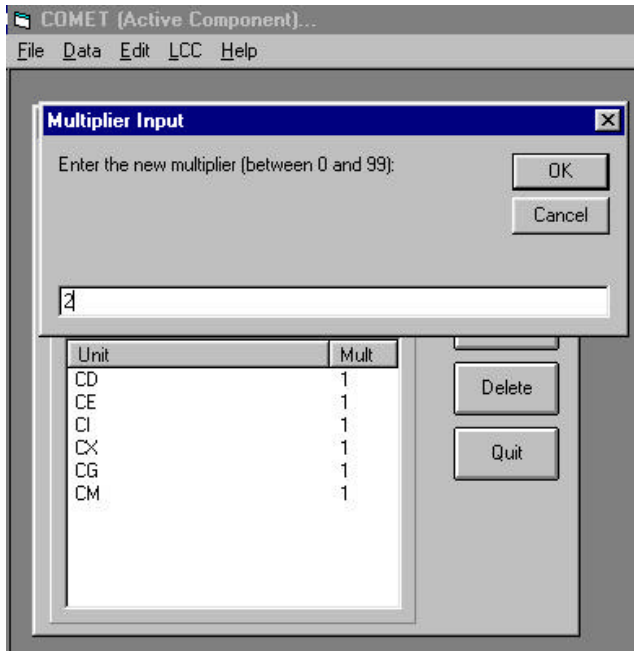 COMET (Active Component)...
File Data Edit LCC Help
Multiplier Input
Enter the new multiplier (between 0 and 99):
OK
Cancel
2
Unit Mult
CD 1
CE 1
CI 1
CX 1
CG 1
CM 1
Delete
Quit